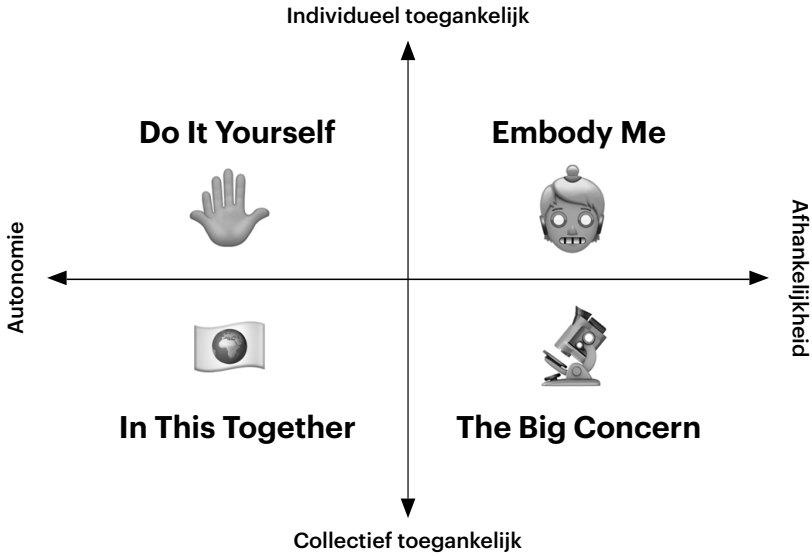 Individueel toegankelijk
Do It Yourself
Embody Me
Autonomie
Afhankelijkheid
In This Together
The Big Concern
Collectief toegankelijk